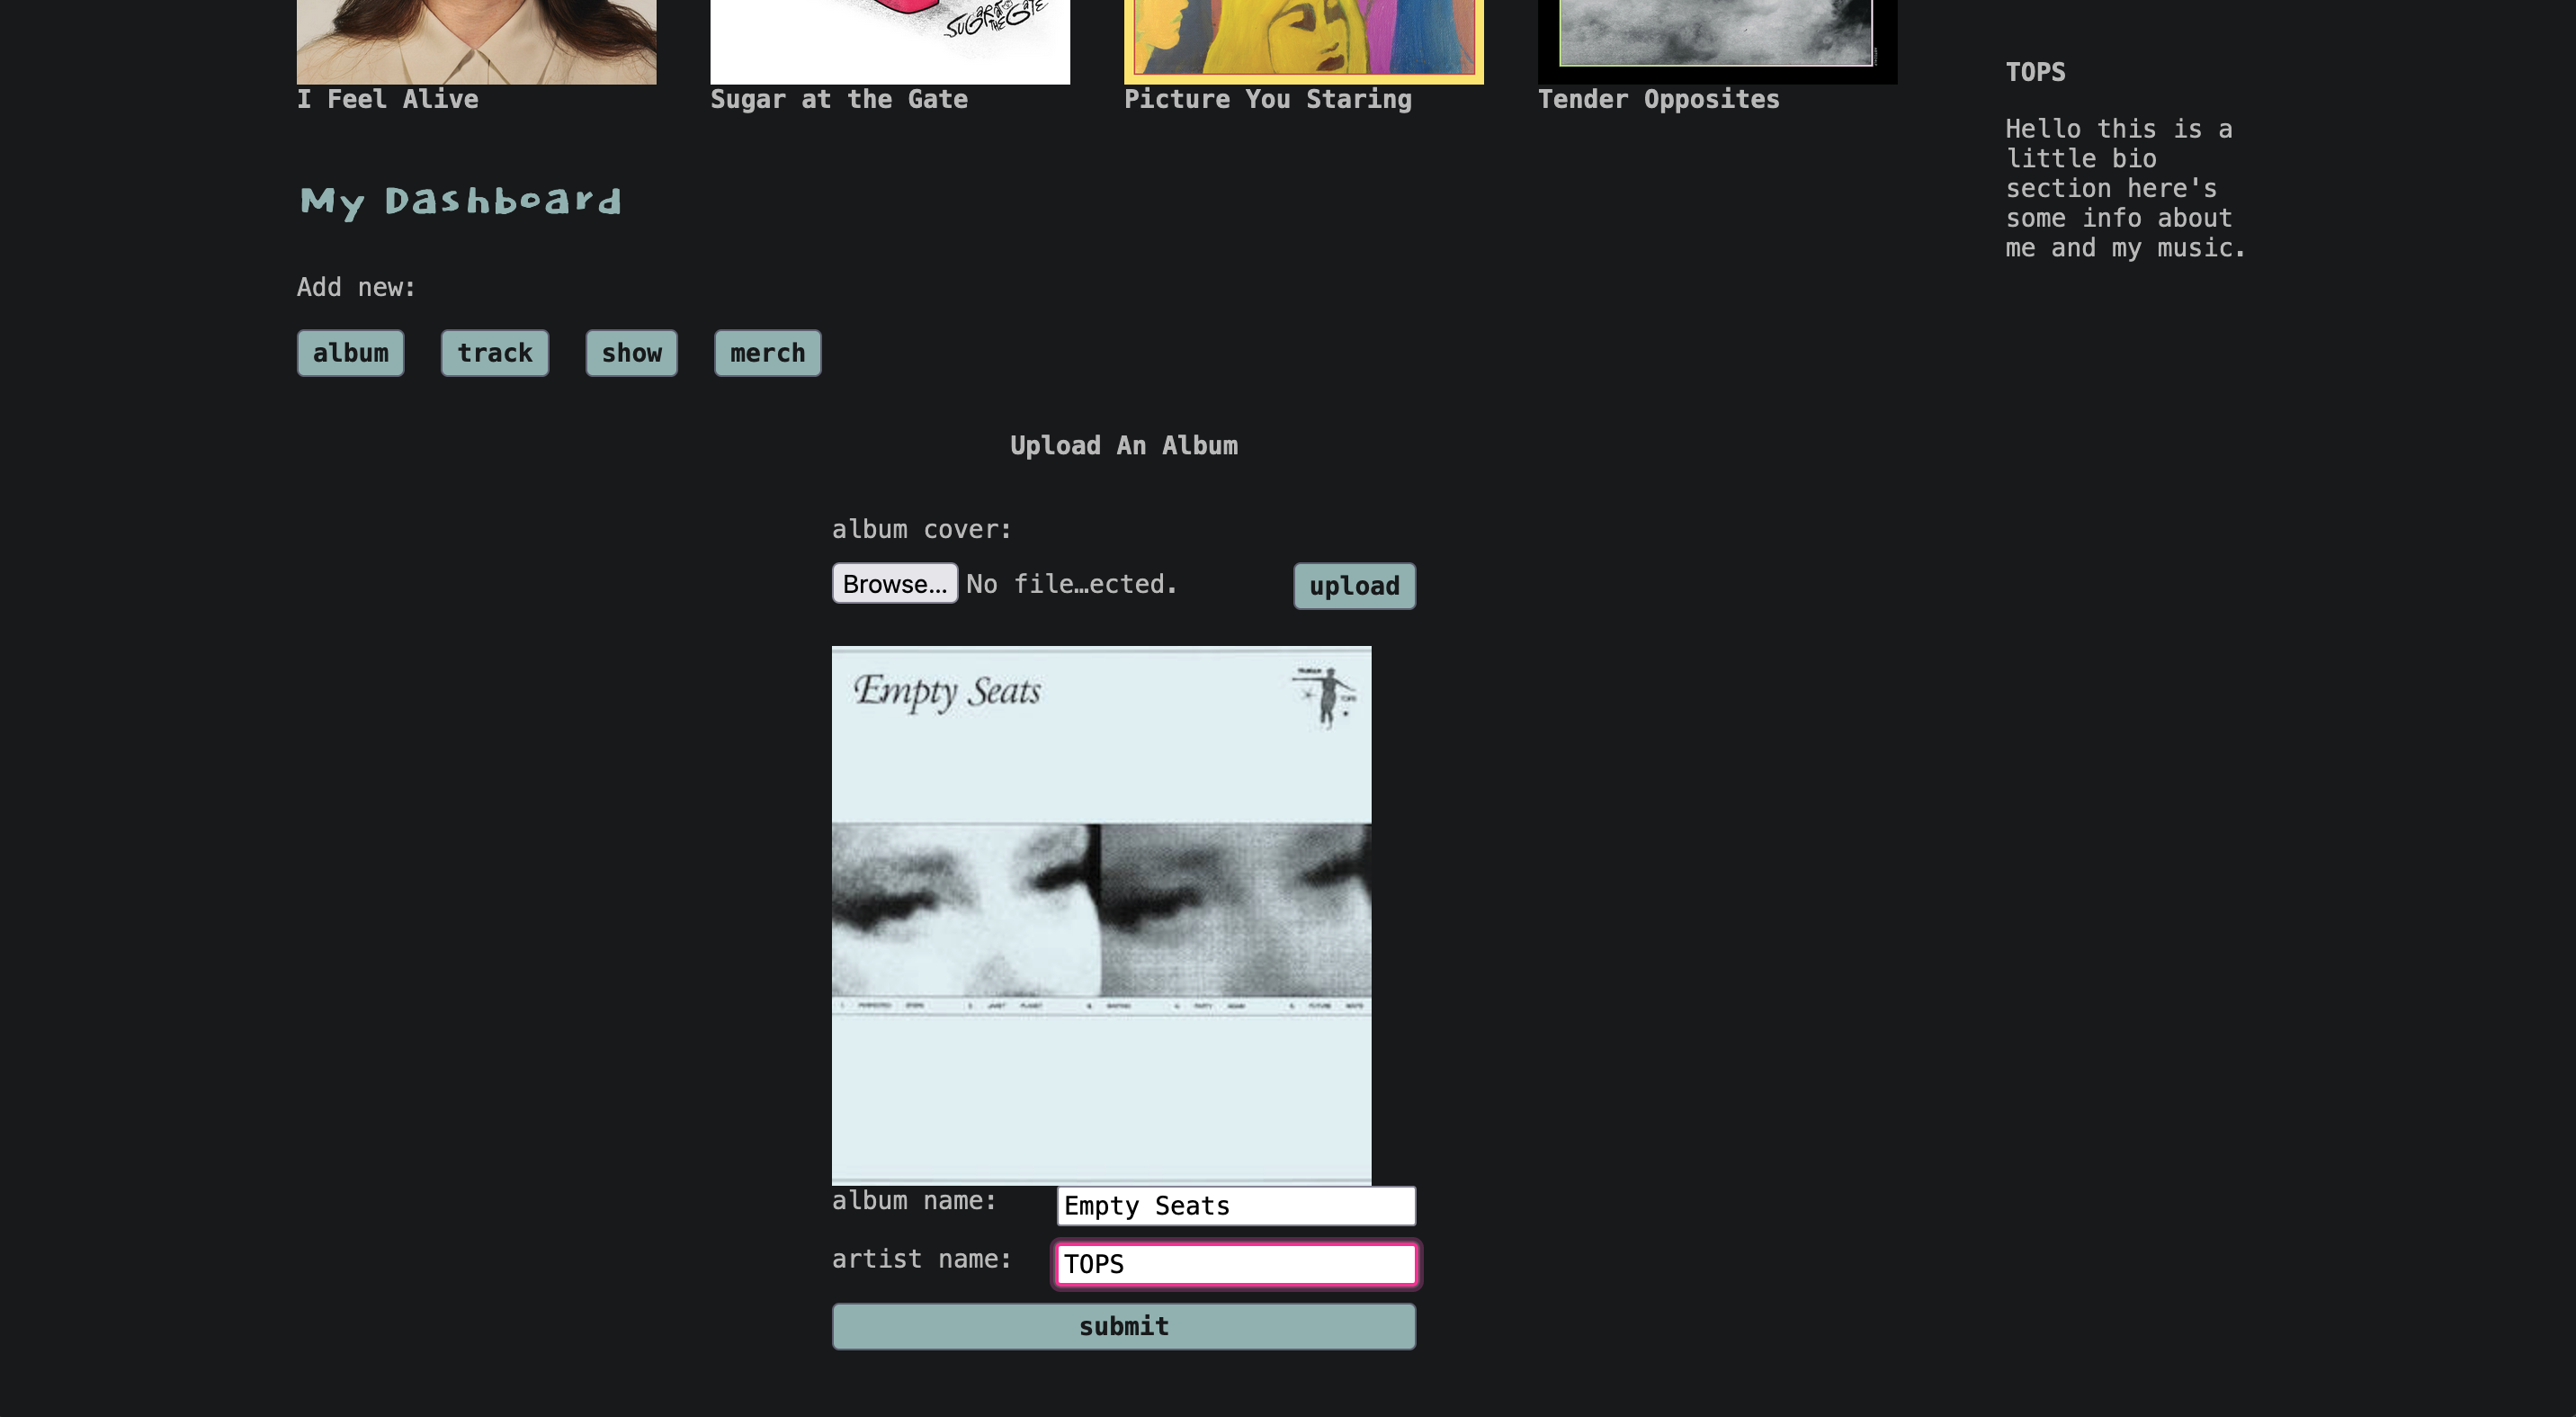 SUGAR AT THE GATE
I Feel Alive
Sugar at the Gate
Picture You Staring
Tender Opposites
TOPS
Hello this is a
little bio
section here's
some info about
me and my music.
My Dashboard
Add new:
album
track
show
merch
Upload An Album
album cover:
Browse...
No file…ected.
upload
Empty Seats
album name:
Empty Seats
artist name:
TOPS
submit